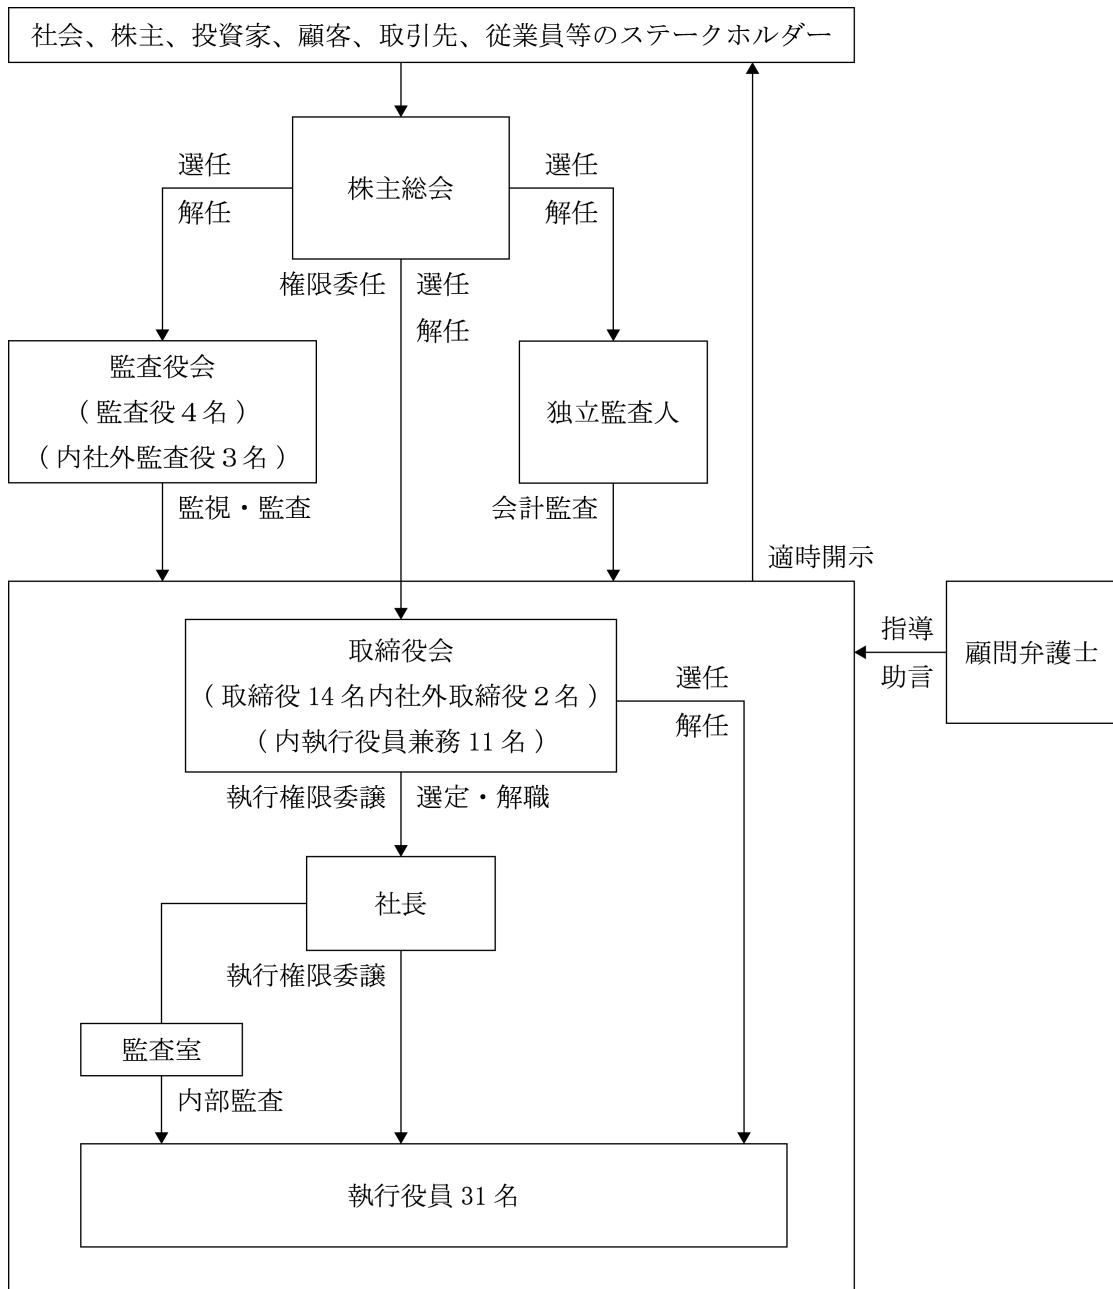 社会、株主、投資家、顧客、取引先、従業員等のステークホルダー
選任
解任
株主総会
選任
解任
権限委任
選任
解任
監査役会
（監査役４名）
（内社外監査役３名）
独立監査人
監視・監査
会計監査
適時開示
取締役会
（取締役14名内社外取締役２名）
（内執行役員兼務11名）
選任
解任
指導
助言
顧問弁護士
執行権限委譲
選定・解職
社長
執行権限委譲
監査室
内部監査
執行役員31名